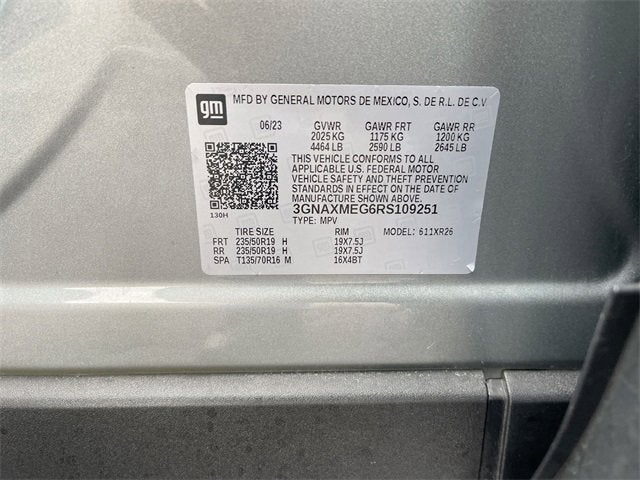 gm MFD BY GENERAL MOTORS DE MEXICO, S. DE R.L. DE C.V.
06/23 GVWR GAWR FRT GAWR RR
2025 KG 1175 KG 1200 KG
4464 LB 2590 LB 2645 LB
THIS VEHICLE CONFORMS TO ALL
APPLICABLE U.S. FEDERAL MOTOR
VEHICLE SAFETY AND THEFT PREVENTION
STANDARDS IN EFFECT ON THE DATE OF
MANUFACTURE SHOWN ABOVE.
130H 3GNAXMEG6RS109251
TYPE: MPV
TIRE SIZE RIM MODEL: 611XR26
FRT 235/50R19 H 19X7.5J
RR 235/50R19 H 19X7.5J
SPA T135/70R16 M 16X4BT